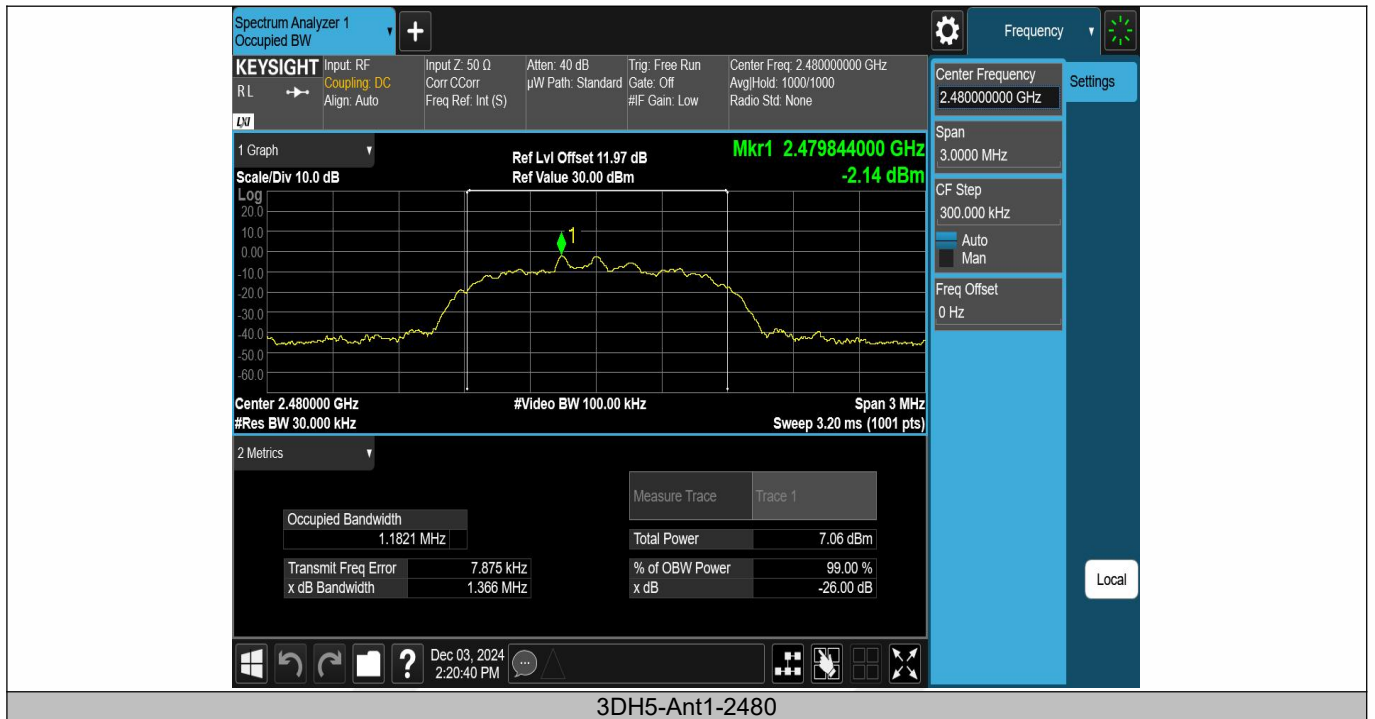 Spectrum Analyzer 1
Occupied BW
Frequency
KEYSIGHT
RL
LXI
Input: RF
Coupling: DC
Align: Auto
Input Z: 50 Ω
Corr CCorr
Freq Ref: Int (S)
Atten: 40 dB
µW Path: Standard
Trig: Free Run
Gate: Off
#IF Gain: Low
Center Freq: 2.480000000 GHz
Avg|Hold: 1000/1000
Radio Std: None
Center Frequency
2.480000000 GHz
Settings
Span
3.0000 MHz
CF Step
300.000 kHz
Auto
Man
Freq Offset
0 Hz
Local
1 Graph
Scale/Div 10.0 dB
Ref Lvl Offset 11.97 dB
Ref Value 30.00 dBm
Mkr1 2.479844000 GHz
-2.14 dBm
Log
20.0
10.0
0.00
-10.0
-20.0
-30.0
-40.0
-50.0
-60.0
1
Center 2.480000 GHz
#Res BW 30.000 kHz
#Video BW 100.00 kHz
Span 3 MHz
Sweep 3.20 ms (1001 pts)
2 Metrics
Measure Trace Trace 1
Occupied Bandwidth
1.1821 MHz
Total Power 7.06 dBm
Transmit Freq Error 7.875 kHz
% of OBW Power 99.00 %
x dB Bandwidth 1.366 MHz
x dB -26.00 dB
?
Dec 03, 2024
2:20:40 PM
3DH5-Ant1-2480